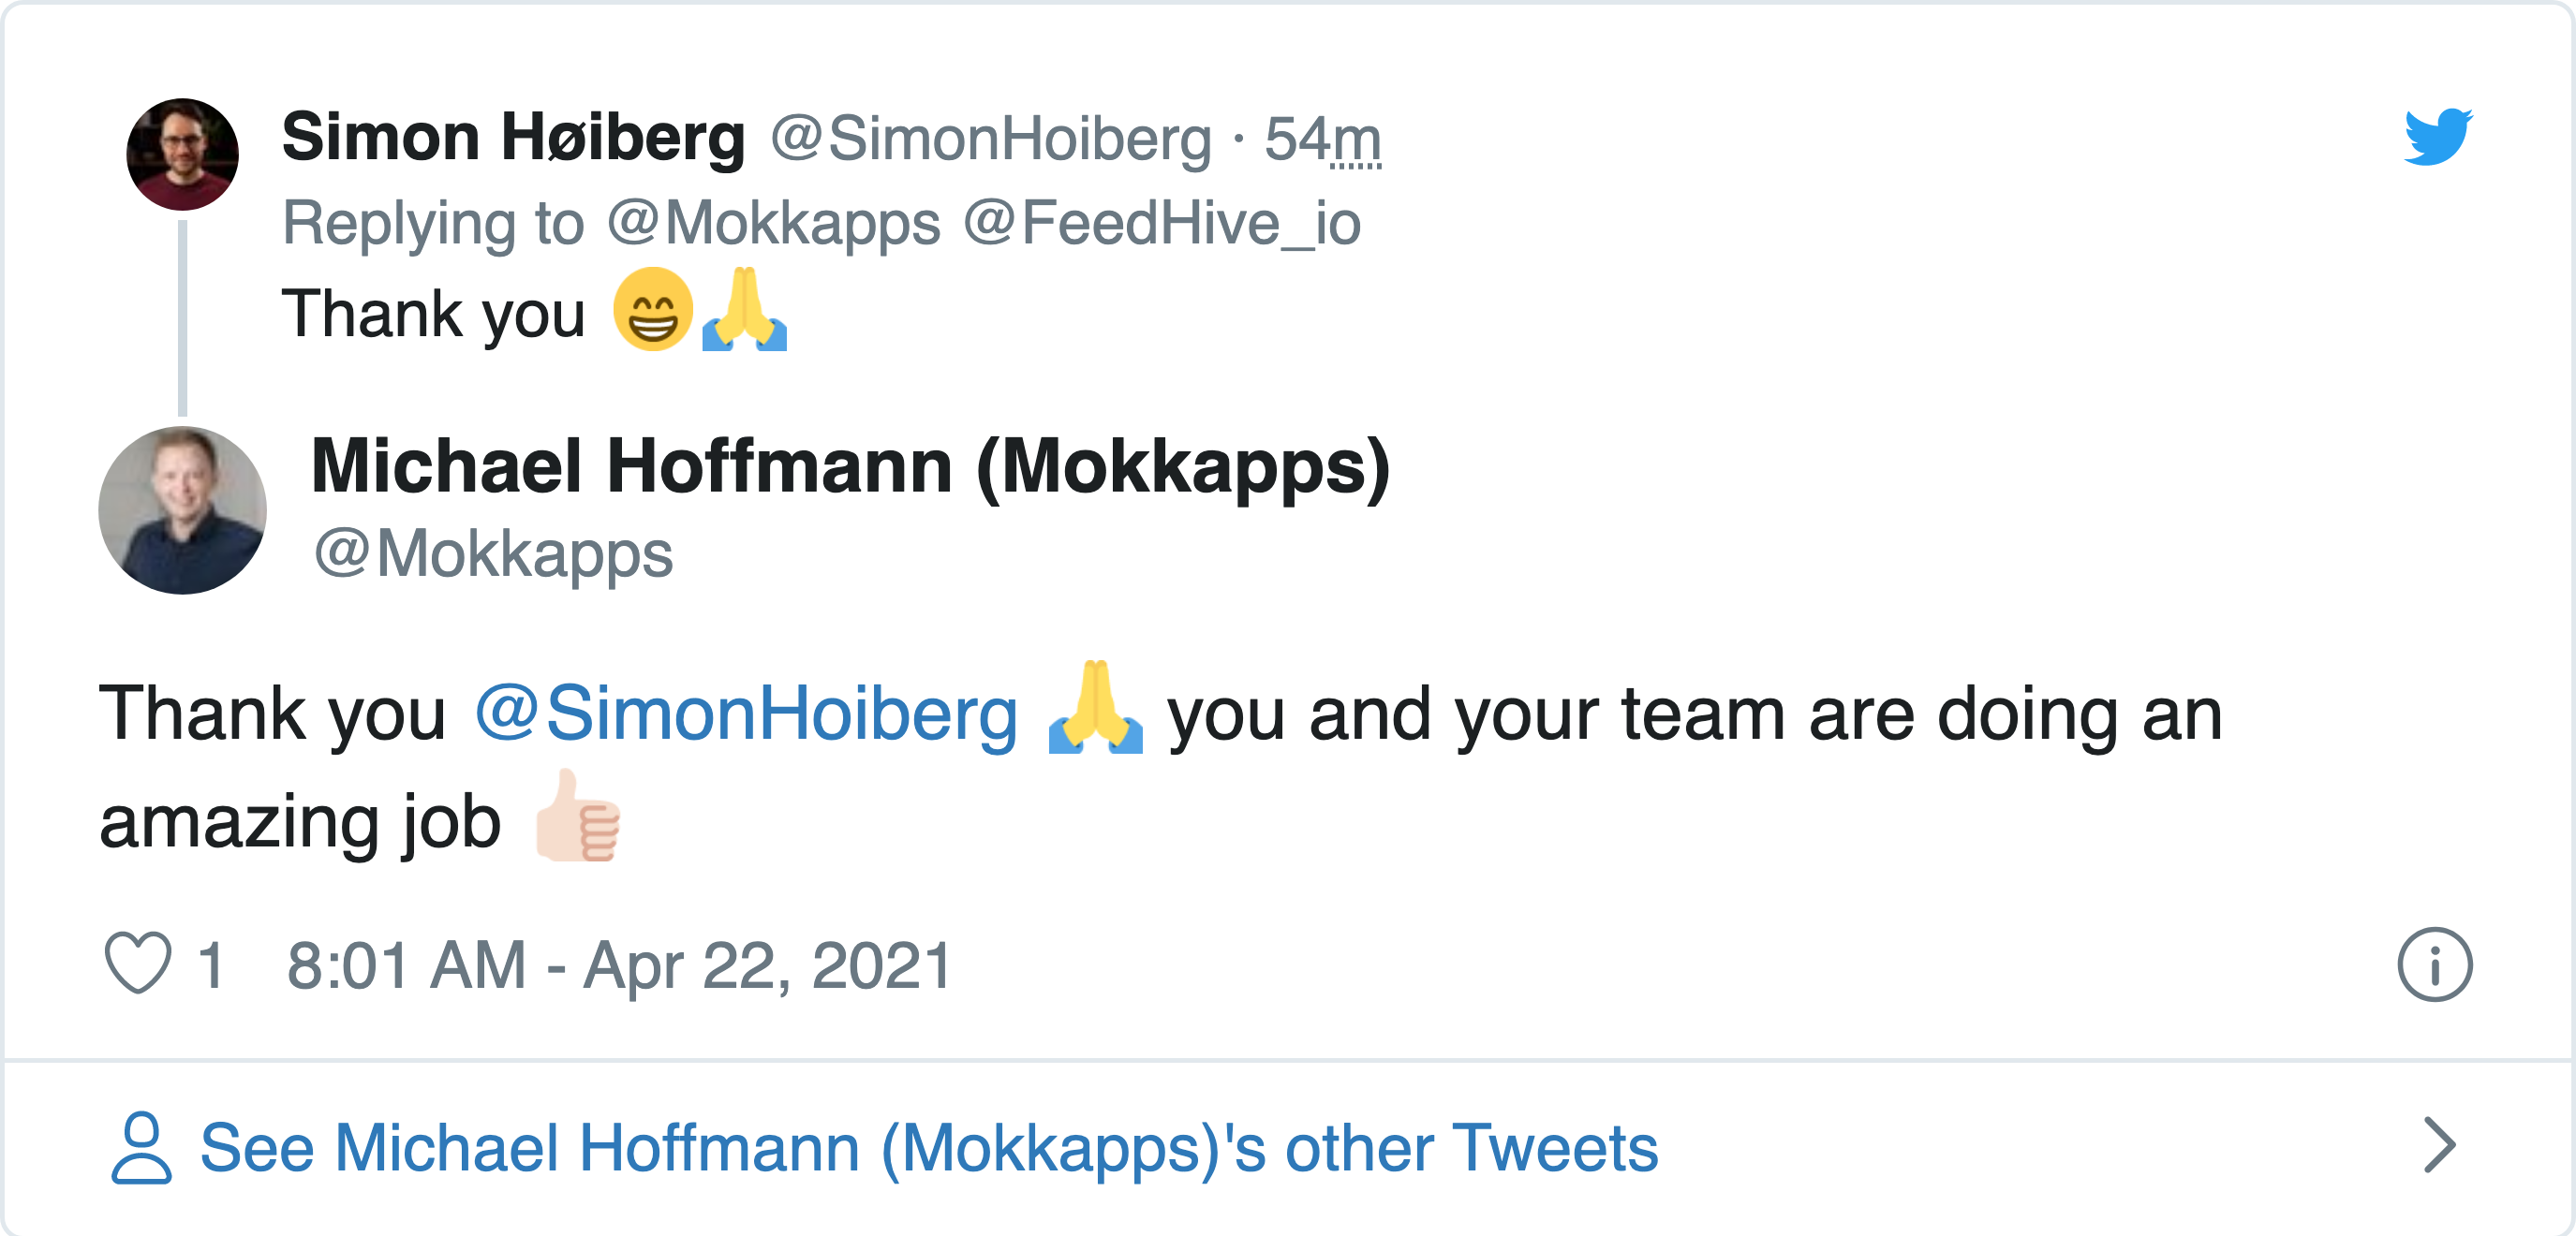 Simon Høiberg @SimonHoiberg · 54m
Replying to @Mokkapps @FeedHive_io
Thank you 😁🙏
Michael Hoffmann (Mokkapps)
@Mokkapps
Thank you @SimonHoiberg 🙏 you and your team are doing an
amazing job 👍🏻
1 8:01 AM - Apr 22, 2021
See Michael Hoffmann (Mokkapps)'s other Tweets